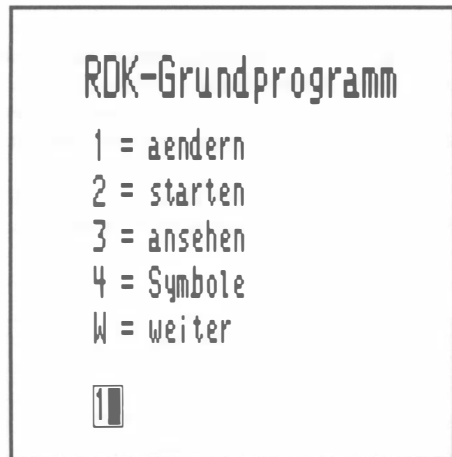 RDK-Grundprogramm
1 = aendern
2 = starten
3 = ansehen
4 = Symbole
W = weiter
1